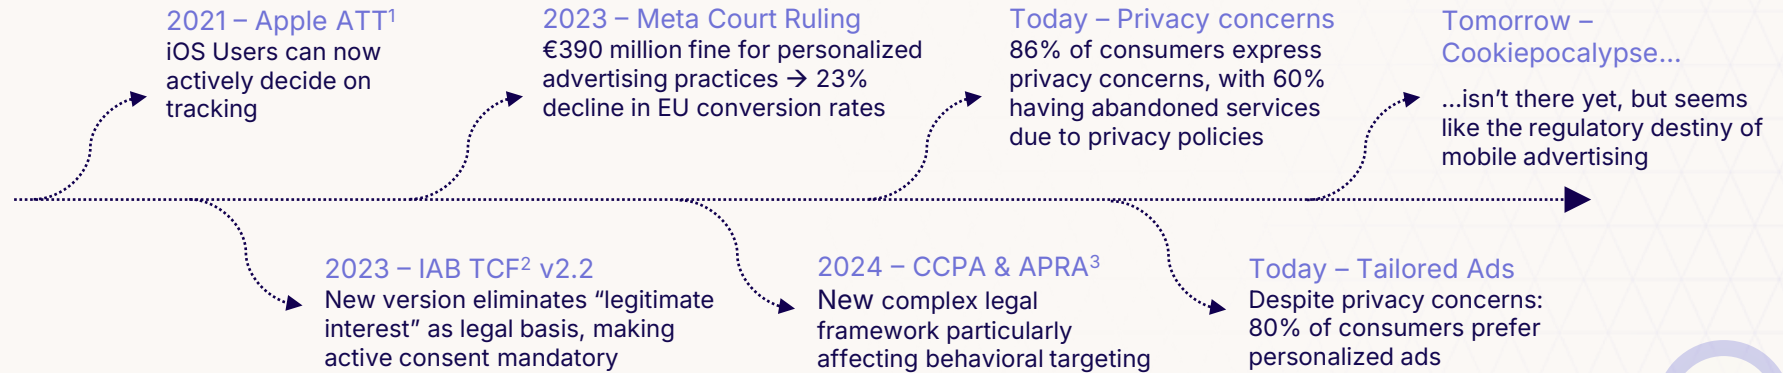 2021 – Apple ATT¹
iOS Users can now
actively decide on
tracking
2023 – IAB TCF² v2.2
New version eliminates “legitimate
interest” as legal basis, making
active consent mandatory
2023 – Meta Court Ruling
€390 million fine for personalized
advertising practices → 23%
decline in EU conversion rates
2024 – CCPA & APRA³
New complex legal
framework particularly
affecting behavioral targeting
Today – Privacy concerns
86% of consumers express
privacy concerns, with 60%
having abandoned services
due to privacy policies
Today – Tailored Ads
Despite privacy concerns:
80% of consumers prefer
personalized ads
Tomorrow –
Cookiepocalypse...
...isn’t there yet, but seems
like the regulatory destiny of
mobile advertising